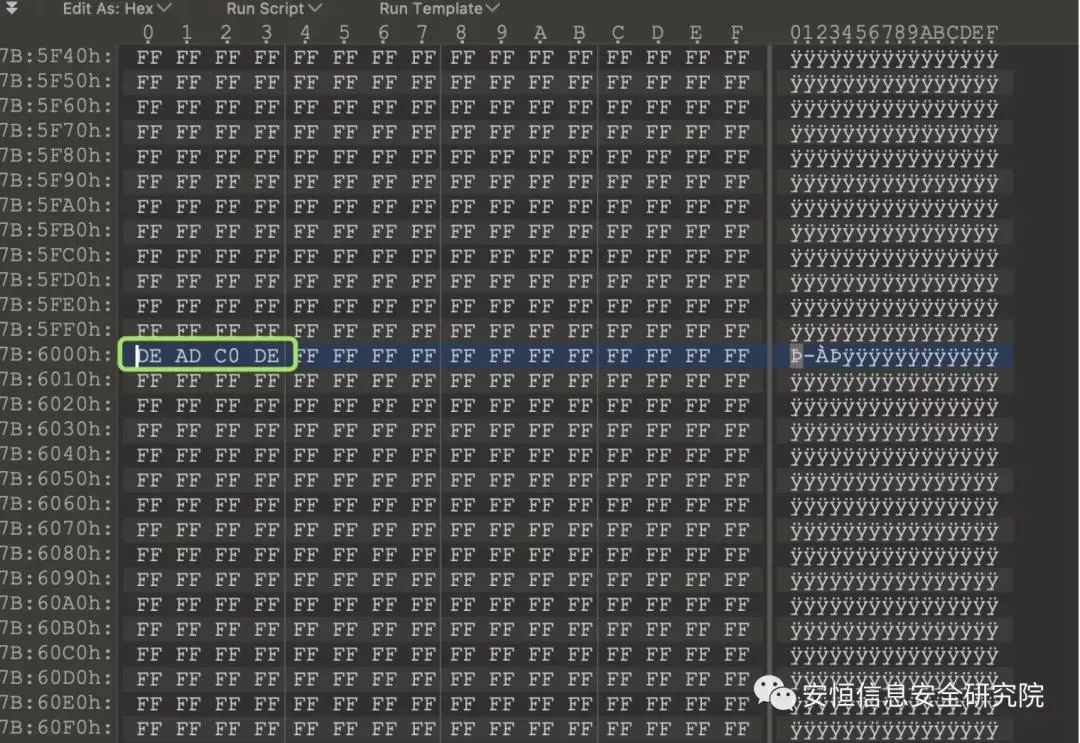 Edit As: Hex Run Script Run Template
0 1 2 3 4 5 6 7 8 9 A B C D E F 0123456789ABCDEF
7B:5F40h: FF FF FF FF FF FF FF FF FF FF FF FF FF FF FF FF ÿÿÿÿÿÿÿÿÿÿÿÿÿÿÿÿ
7B:5F50h: FF FF FF FF FF FF FF FF FF FF FF FF FF FF FF FF ÿÿÿÿÿÿÿÿÿÿÿÿÿÿÿÿ
7B:5F60h: FF FF FF FF FF FF FF FF FF FF FF FF FF FF FF FF ÿÿÿÿÿÿÿÿÿÿÿÿÿÿÿÿ
7B:5F70h: FF FF FF FF FF FF FF FF FF FF FF FF FF FF FF FF ÿÿÿÿÿÿÿÿÿÿÿÿÿÿÿÿ
7B:5F80h: FF FF FF FF FF FF FF FF FF FF FF FF FF FF FF FF ÿÿÿÿÿÿÿÿÿÿÿÿÿÿÿÿ
7B:5F90h: FF FF FF FF FF FF FF FF FF FF FF FF FF FF FF FF ÿÿÿÿÿÿÿÿÿÿÿÿÿÿÿÿ
7B:5FA0h: FF FF FF FF FF FF FF FF FF FF FF FF FF FF FF FF ÿÿÿÿÿÿÿÿÿÿÿÿÿÿÿÿ
7B:5FB0h: FF FF FF FF FF FF FF FF FF FF FF FF FF FF FF FF ÿÿÿÿÿÿÿÿÿÿÿÿÿÿÿÿ
7B:5FC0h: FF FF FF FF FF FF FF FF FF FF FF FF FF FF FF FF ÿÿÿÿÿÿÿÿÿÿÿÿÿÿÿÿ
7B:5FD0h: FF FF FF FF FF FF FF FF FF FF FF FF FF FF FF FF ÿÿÿÿÿÿÿÿÿÿÿÿÿÿÿÿ
7B:5FE0h: FF FF FF FF FF FF FF FF FF FF FF FF FF FF FF FF ÿÿÿÿÿÿÿÿÿÿÿÿÿÿÿÿ
7B:5FF0h: FF FF FF FF FF FF FF FF FF FF FF FF FF FF FF FF ÿÿÿÿÿÿÿÿÿÿÿÿÿÿÿÿ
7B:6000h: DE AD C0 DE FF FF FF FF FF FF FF FF FF FF FF FF Þ-ÀÞÿÿÿÿÿÿÿÿÿÿÿÿ
7B:6010h: FF FF FF FF FF FF FF FF FF FF FF FF FF FF FF FF ÿÿÿÿÿÿÿÿÿÿÿÿÿÿÿÿ
7B:6020h: FF FF FF FF FF FF FF FF FF FF FF FF FF FF FF FF ÿÿÿÿÿÿÿÿÿÿÿÿÿÿÿÿ
7B:6030h: FF FF FF FF FF FF FF FF FF FF FF FF FF FF FF FF ÿÿÿÿÿÿÿÿÿÿÿÿÿÿÿÿ
7B:6040h: FF FF FF FF FF FF FF FF FF FF FF FF FF FF FF FF ÿÿÿÿÿÿÿÿÿÿÿÿÿÿÿÿ
7B:6050h: FF FF FF FF FF FF FF FF FF FF FF FF FF FF FF FF ÿÿÿÿÿÿÿÿÿÿÿÿÿÿÿÿ
7B:6060h: FF FF FF FF FF FF FF FF FF FF FF FF FF FF FF FF ÿÿÿÿÿÿÿÿÿÿÿÿÿÿÿÿ
7B:6070h: FF FF FF FF FF FF FF FF FF FF FF FF FF FF FF FF ÿÿÿÿÿÿÿÿÿÿÿÿÿÿÿÿ
7B:6080h: FF FF FF FF FF FF FF FF FF FF FF FF FF FF FF FF ÿÿÿÿÿÿÿÿÿÿÿÿÿÿÿÿ
7B:6090h: FF FF FF FF FF FF FF FF FF FF FF FF FF FF FF FF ÿÿÿÿÿÿÿÿÿÿÿÿÿÿÿÿ
7B:60A0h: FF FF FF FF FF FF FF FF FF FF FF FF FF FF FF FF ÿÿÿÿÿÿÿÿÿÿÿÿÿÿÿÿ
7B:60B0h: FF FF FF FF FF FF FF FF FF FF FF FF FF FF FF FF ÿÿÿÿÿÿÿÿÿÿÿÿÿÿÿÿ
7B:60C0h: FF FF FF FF FF FF FF FF FF FF FF FF FF FF FF FF ÿÿÿÿÿÿÿÿÿÿÿÿÿÿÿÿ
7B:60D0h: FF FF FF FF FF FF FF FF FF FF FF FF FF FF FF FF ÿÿÿÿÿÿÿÿÿÿÿÿÿÿÿÿ
7B:60E0h: FF FF FF FF FF FF FF FF FF FF FF FF FF FF FF FF ÿÿÿÿÿÿÿÿÿÿÿÿÿÿÿÿ
安恒信息安全研究院
7B:60F0h: FF FF FF FF FF FF FF FF FF FF FF FF FF FF FF FF ÿÿÿÿÿÿÿÿÿÿÿÿÿÿÿÿ